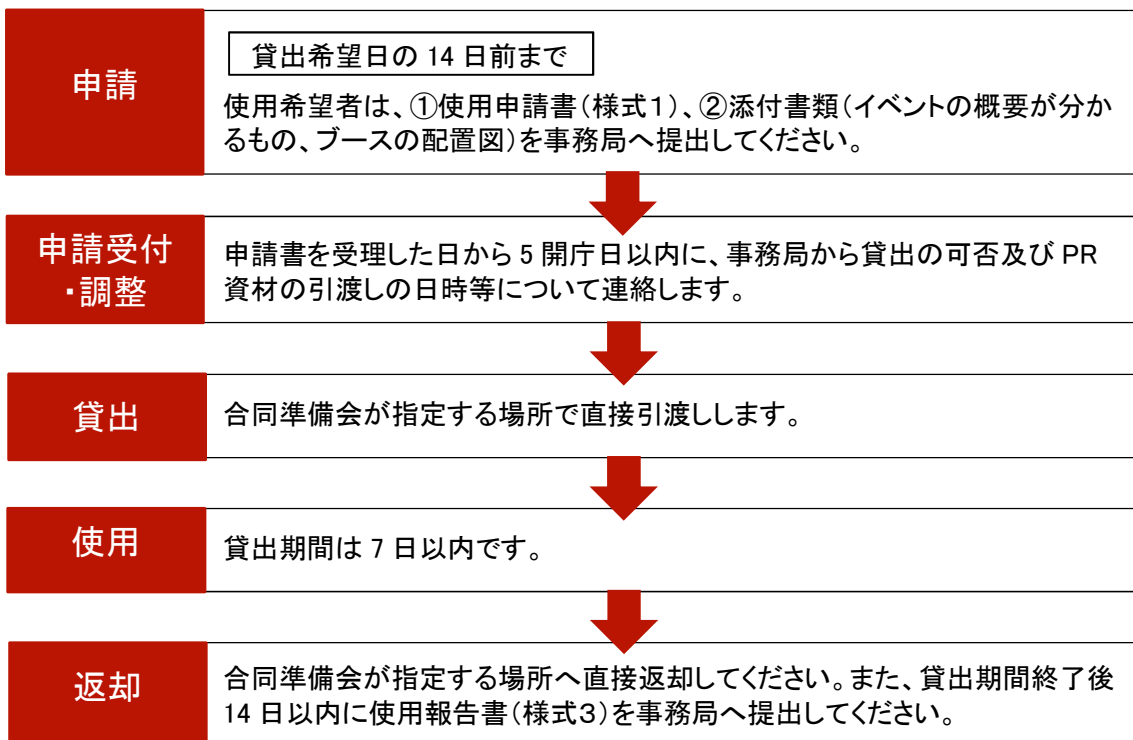 申請
貸出希望日の 14 日前まで
使用希望者は、①使用申請書(様式1)、②添付書類(イベントの概要が分か
るもの、ブースの配置図)を事務局へ提出してください。
申請受付
・調整
申請書を受理した日から 5 開庁日以内に、事務局から貸出の可否及び PR
資材の引渡しの日時等について連絡します。
貸出
合同準備会が指定する場所で直接引渡しします。
使用
貸出期間は 7 日以内です。
返却
合同準備会が指定する場所へ直接返却してください。また、貸出期間終了後
14 日以内に使用報告書(様式3)を事務局へ提出してください。